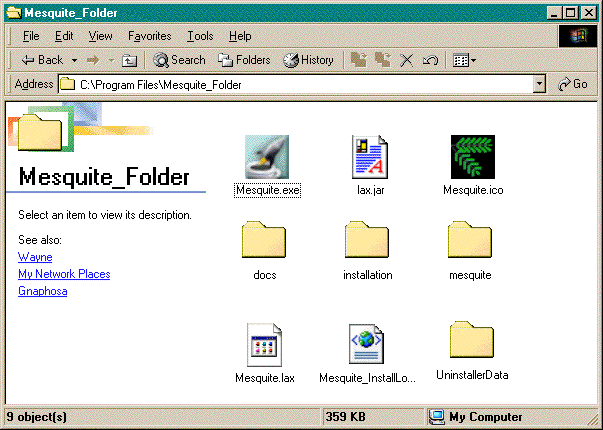 Mesquite_Folder
File Edit View Favorites Tools Help
Back Search Folders History
Address C:\Program Files\Mesquite_Folder Go
Mesquite_Folder
Select an item to view its description.
See also:
Wayne
My Network Places
Gnaphosa
Mesquite.exe lax.jar Mesquite.ico
docs installation mesquite
Mesquite.lax Mesquite_InstallLo... UninstallerData
9 object(s) 359 KB My Computer